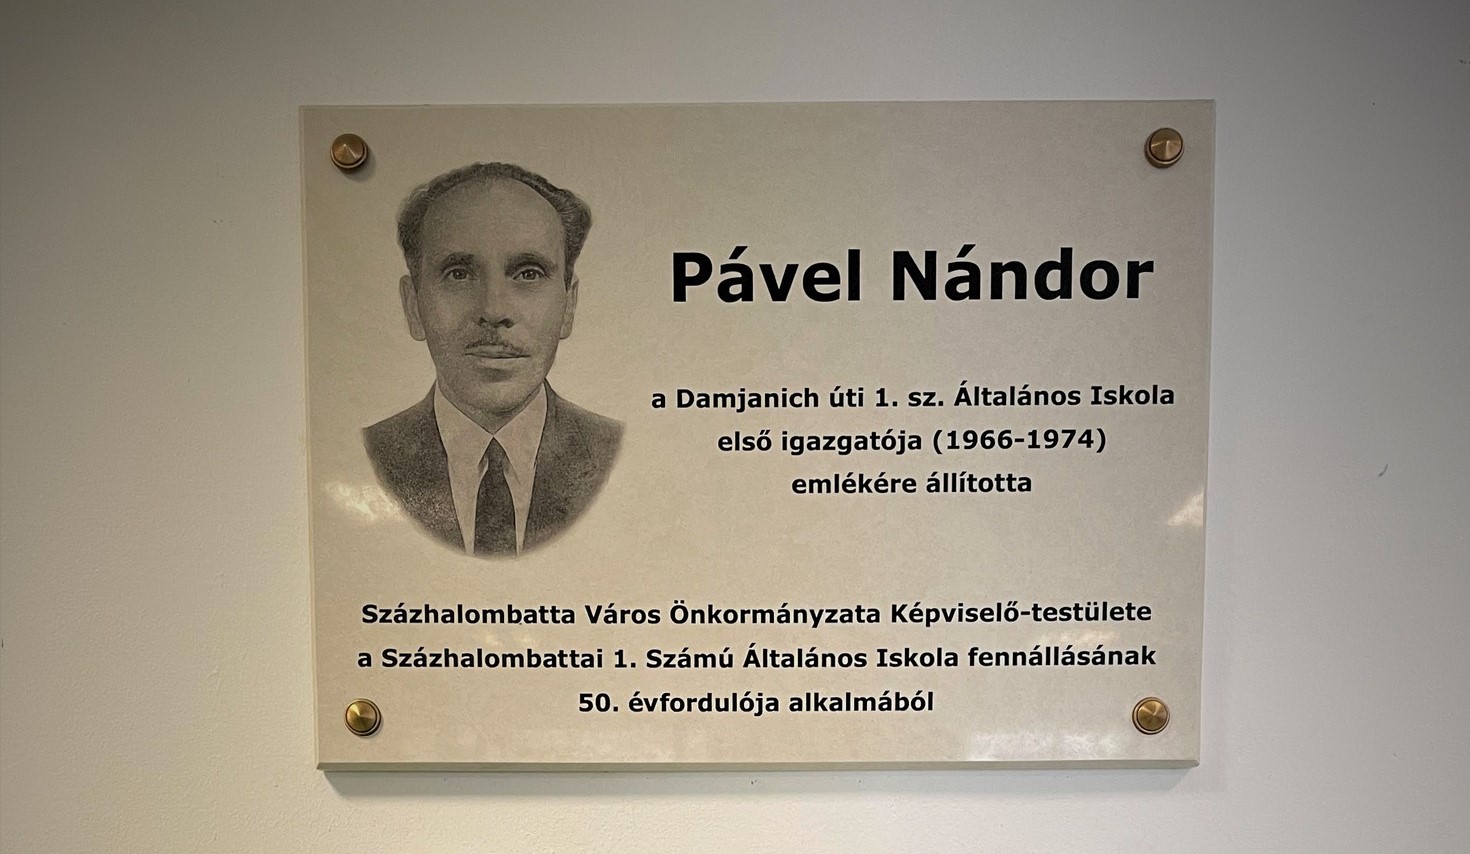 Pável Nándor
a Damjanich úti 1. sz. Általános Iskola
első igazgatója (1966-1974)
emlékére állította
Százhalombatta Város Önkormányzata Képviselő-testülete
a Százhalombattai 1. Számú Általános Iskola fennállásának
50. évfordulója alkalmából